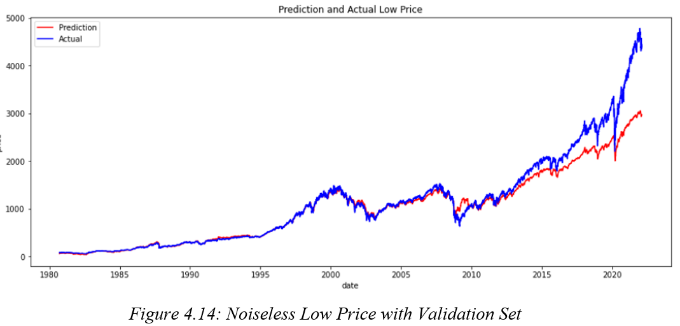 Prediction and Actual Low Price
Prediction
Actual
5000
4000
3000
2000
1000
0
1980 1985 1990 1995 2000 2005 2010 2015 2020
date
Figure 4.14: Noiseless Low Price with Validation Set